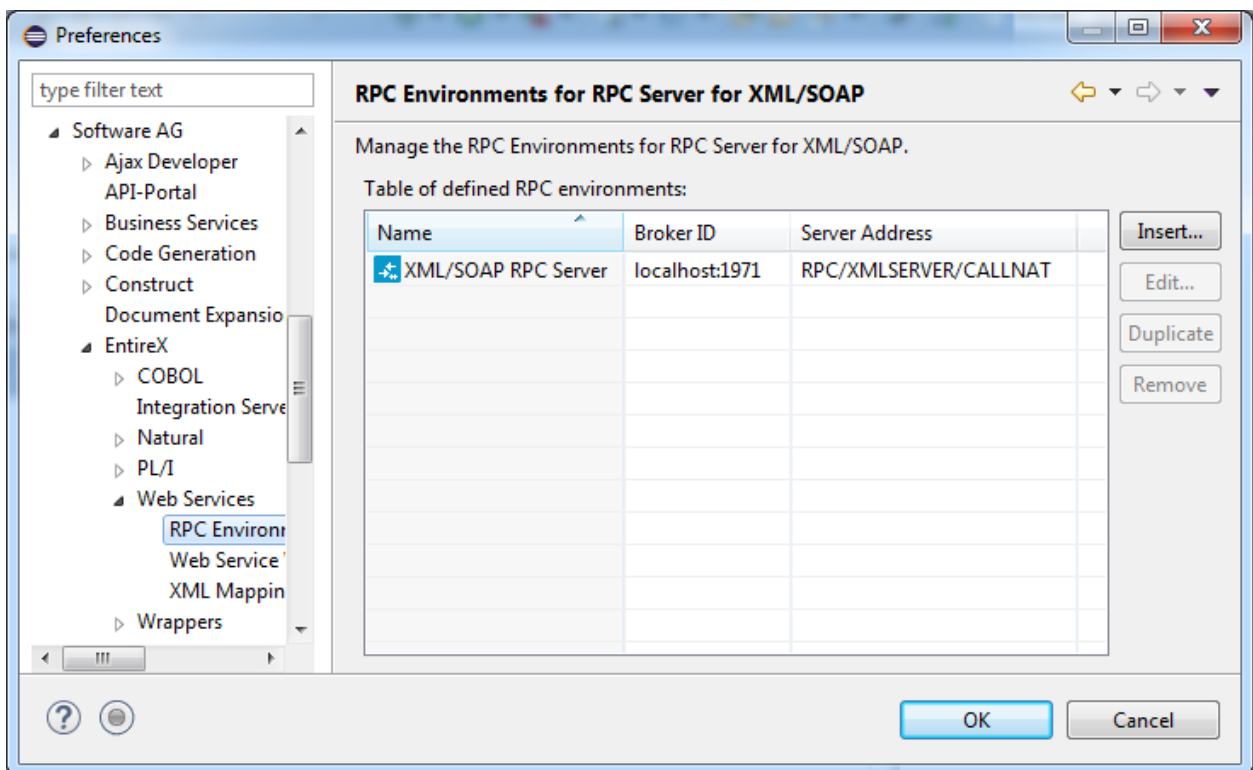 Preferences
type filter text
Software AG
Ajax Developer
API-Portal
Business Services
Code Generation
Construct
Document Expansio
EntireX
COBOL
Integration Serve
Natural
PL/I
Web Services
RPC Environ
Web Service
XML Mappin
Wrappers
RPC Environments for RPC Server for XML/SOAP
Manage the RPC Environments for RPC Server for XML/SOAP.
Table of defined RPC environments:
Name Broker ID Server Address
XML/SOAP RPC Server localhost:1971 RPC/XMLSERVER/CALLNAT
Insert...
Edit...
Duplicate
Remove
?
OK Cancel